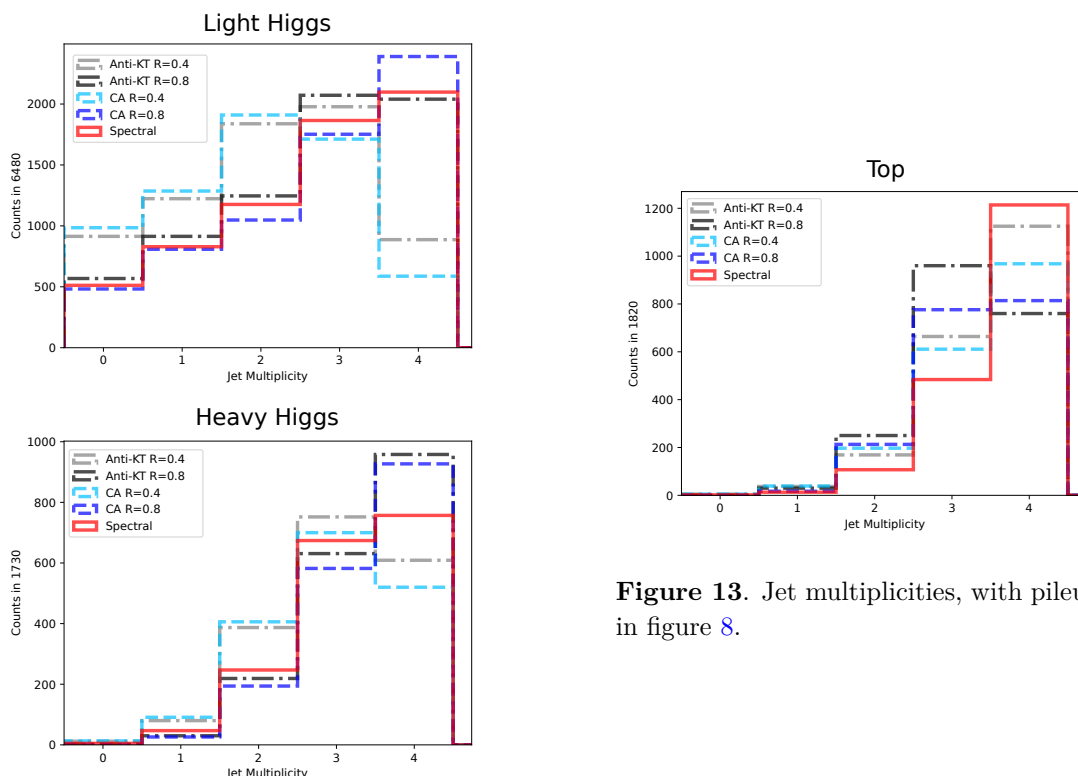 Light Higgs
Anti-KT R=0.4
Anti-KT R=0.8
CA R=0.4
CA R=0.8
Spectral
Counts in 6480
2000
1500
1000
500
0
0 1 2 3 4
Jet Multiplicity
Heavy Higgs
Anti-KT R=0.4
Anti-KT R=0.8
CA R=0.4
CA R=0.8
Spectral
Counts in 1730
1000
800
600
400
200
0
0 1 2 3 4
Jet Multiplicity
Top
Anti-KT R=0.4
Anti-KT R=0.8
CA R=0.4
CA R=0.8
Spectral
Counts in 1820
1200
1000
800
600
400
200
0
0 1 2 3 4
Jet Multiplicity
Figure 13. Jet multiplicities, with pileu
in figure 8.